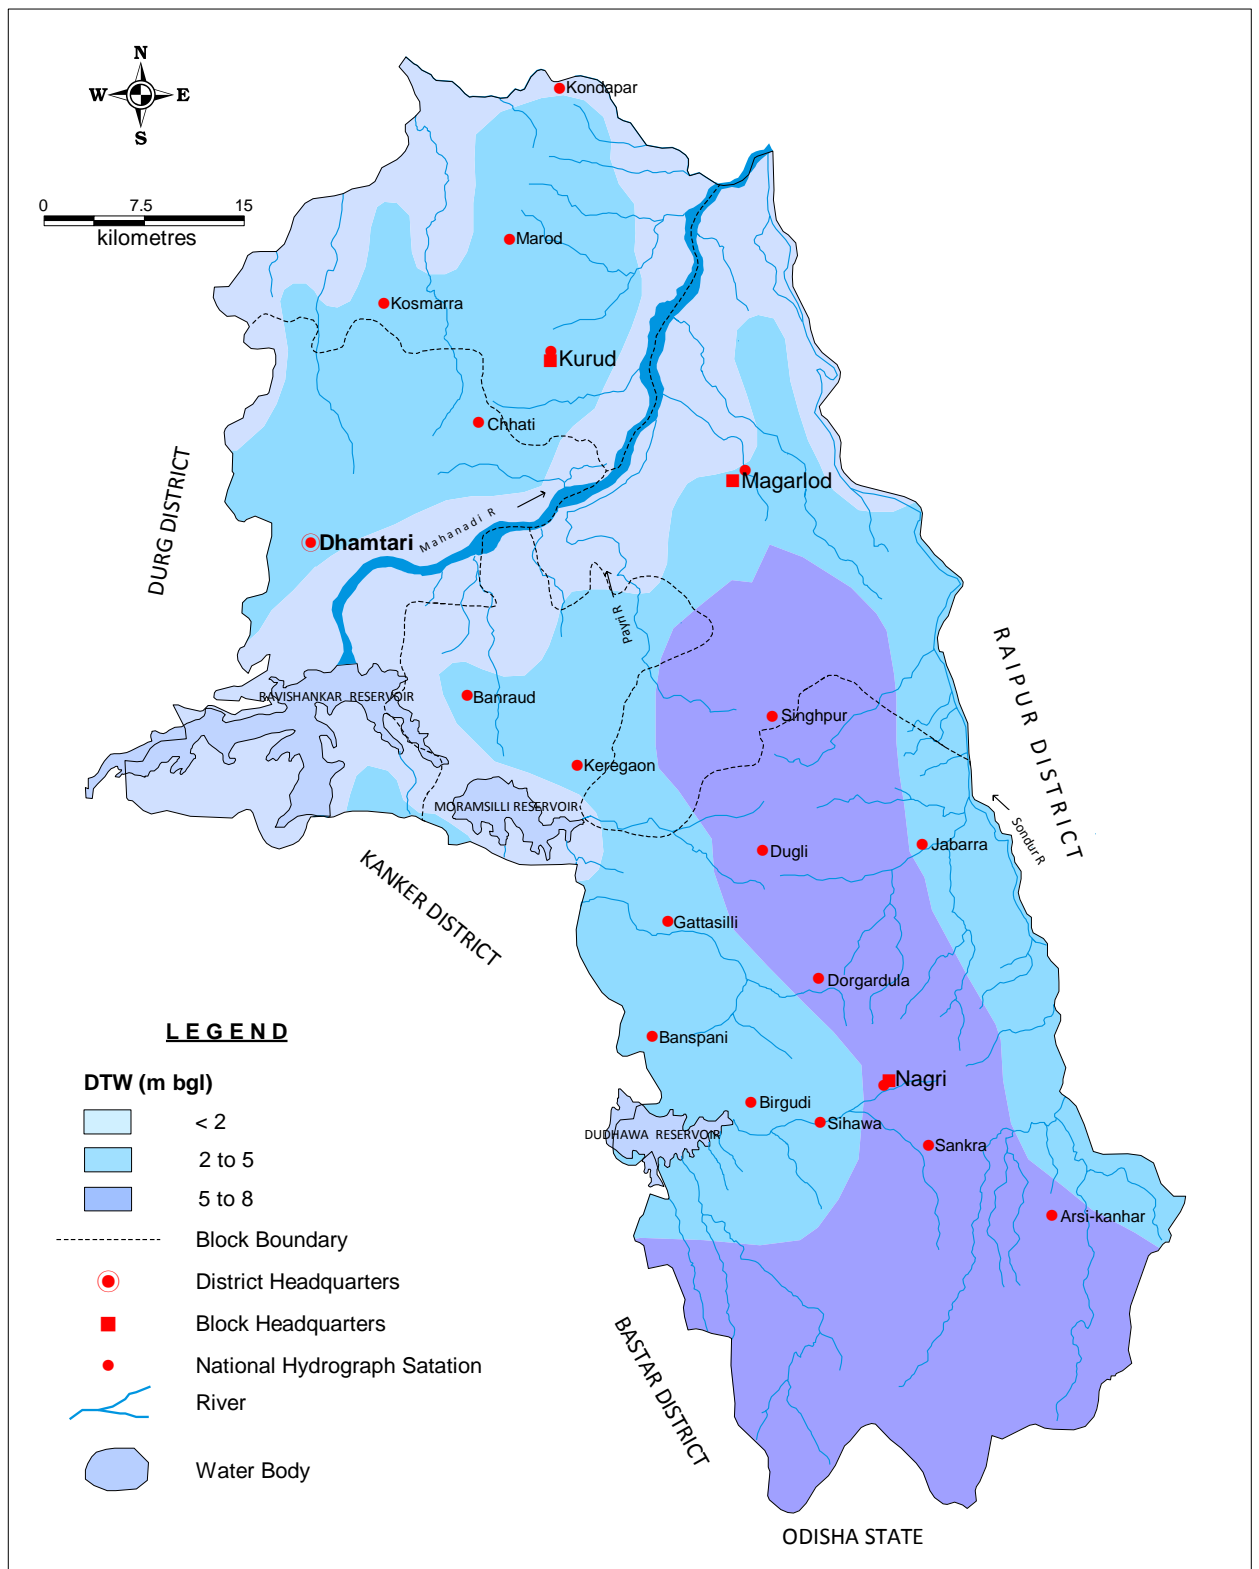 N
W E
S
0 7.5 15
kilometres
Kondapar
Marod
Kosmarra
Kurud
Chhati
Magarlod
DURG DISTRICT
Mahanadi R
Dhamtari
Payri R
RAIPUR DISTRICT
RAVISHANKAR RESERVOIR
Banraud
Singhpur
Keregaon
MORAMSILLI RESERVOIR
Sondur R
Dugli
Jabarra
KANKER DISTRICT
Gattasilli
Dorgardula
Banspani
Nagri
Birgudi
Sihawa
DUDHAWA RESERVOIR
Sankra
Arsi-kanhar
BASTAR DISTRICT
ODISHA STATE
LEGEND
DTW (m bgl)
< 2
2 to 5
5 to 8
Block Boundary
District Headquarters
Block Headquarters
National Hydrograph Satation
River
Water Body